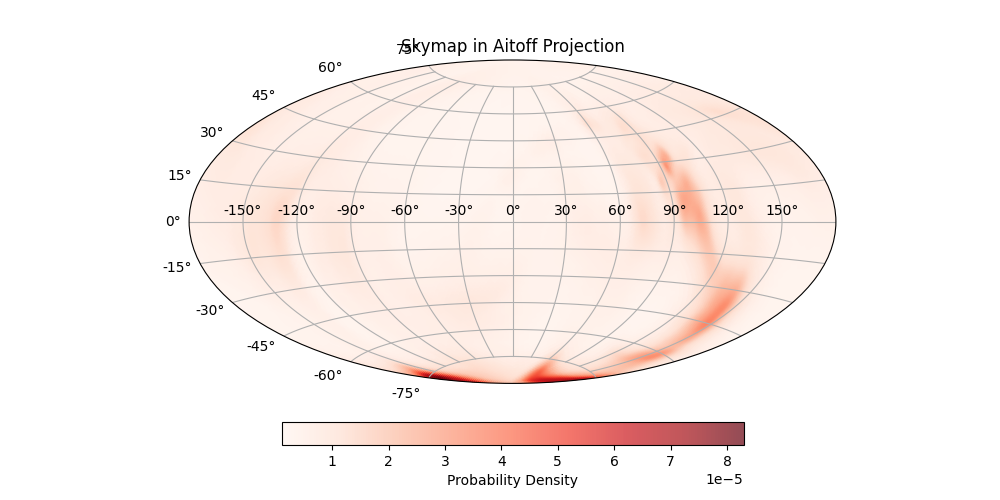 75°
Skymap in Aitoff Projection
60°
45°
30°
15°
-150° -120° -90° -60° -30° 0° 30° 60° 90° 120° 150°
0°
-15°
-30°
-45°
-60°
-75°
1 2 3 4 5 6 7 8
1e−5
Probability Density